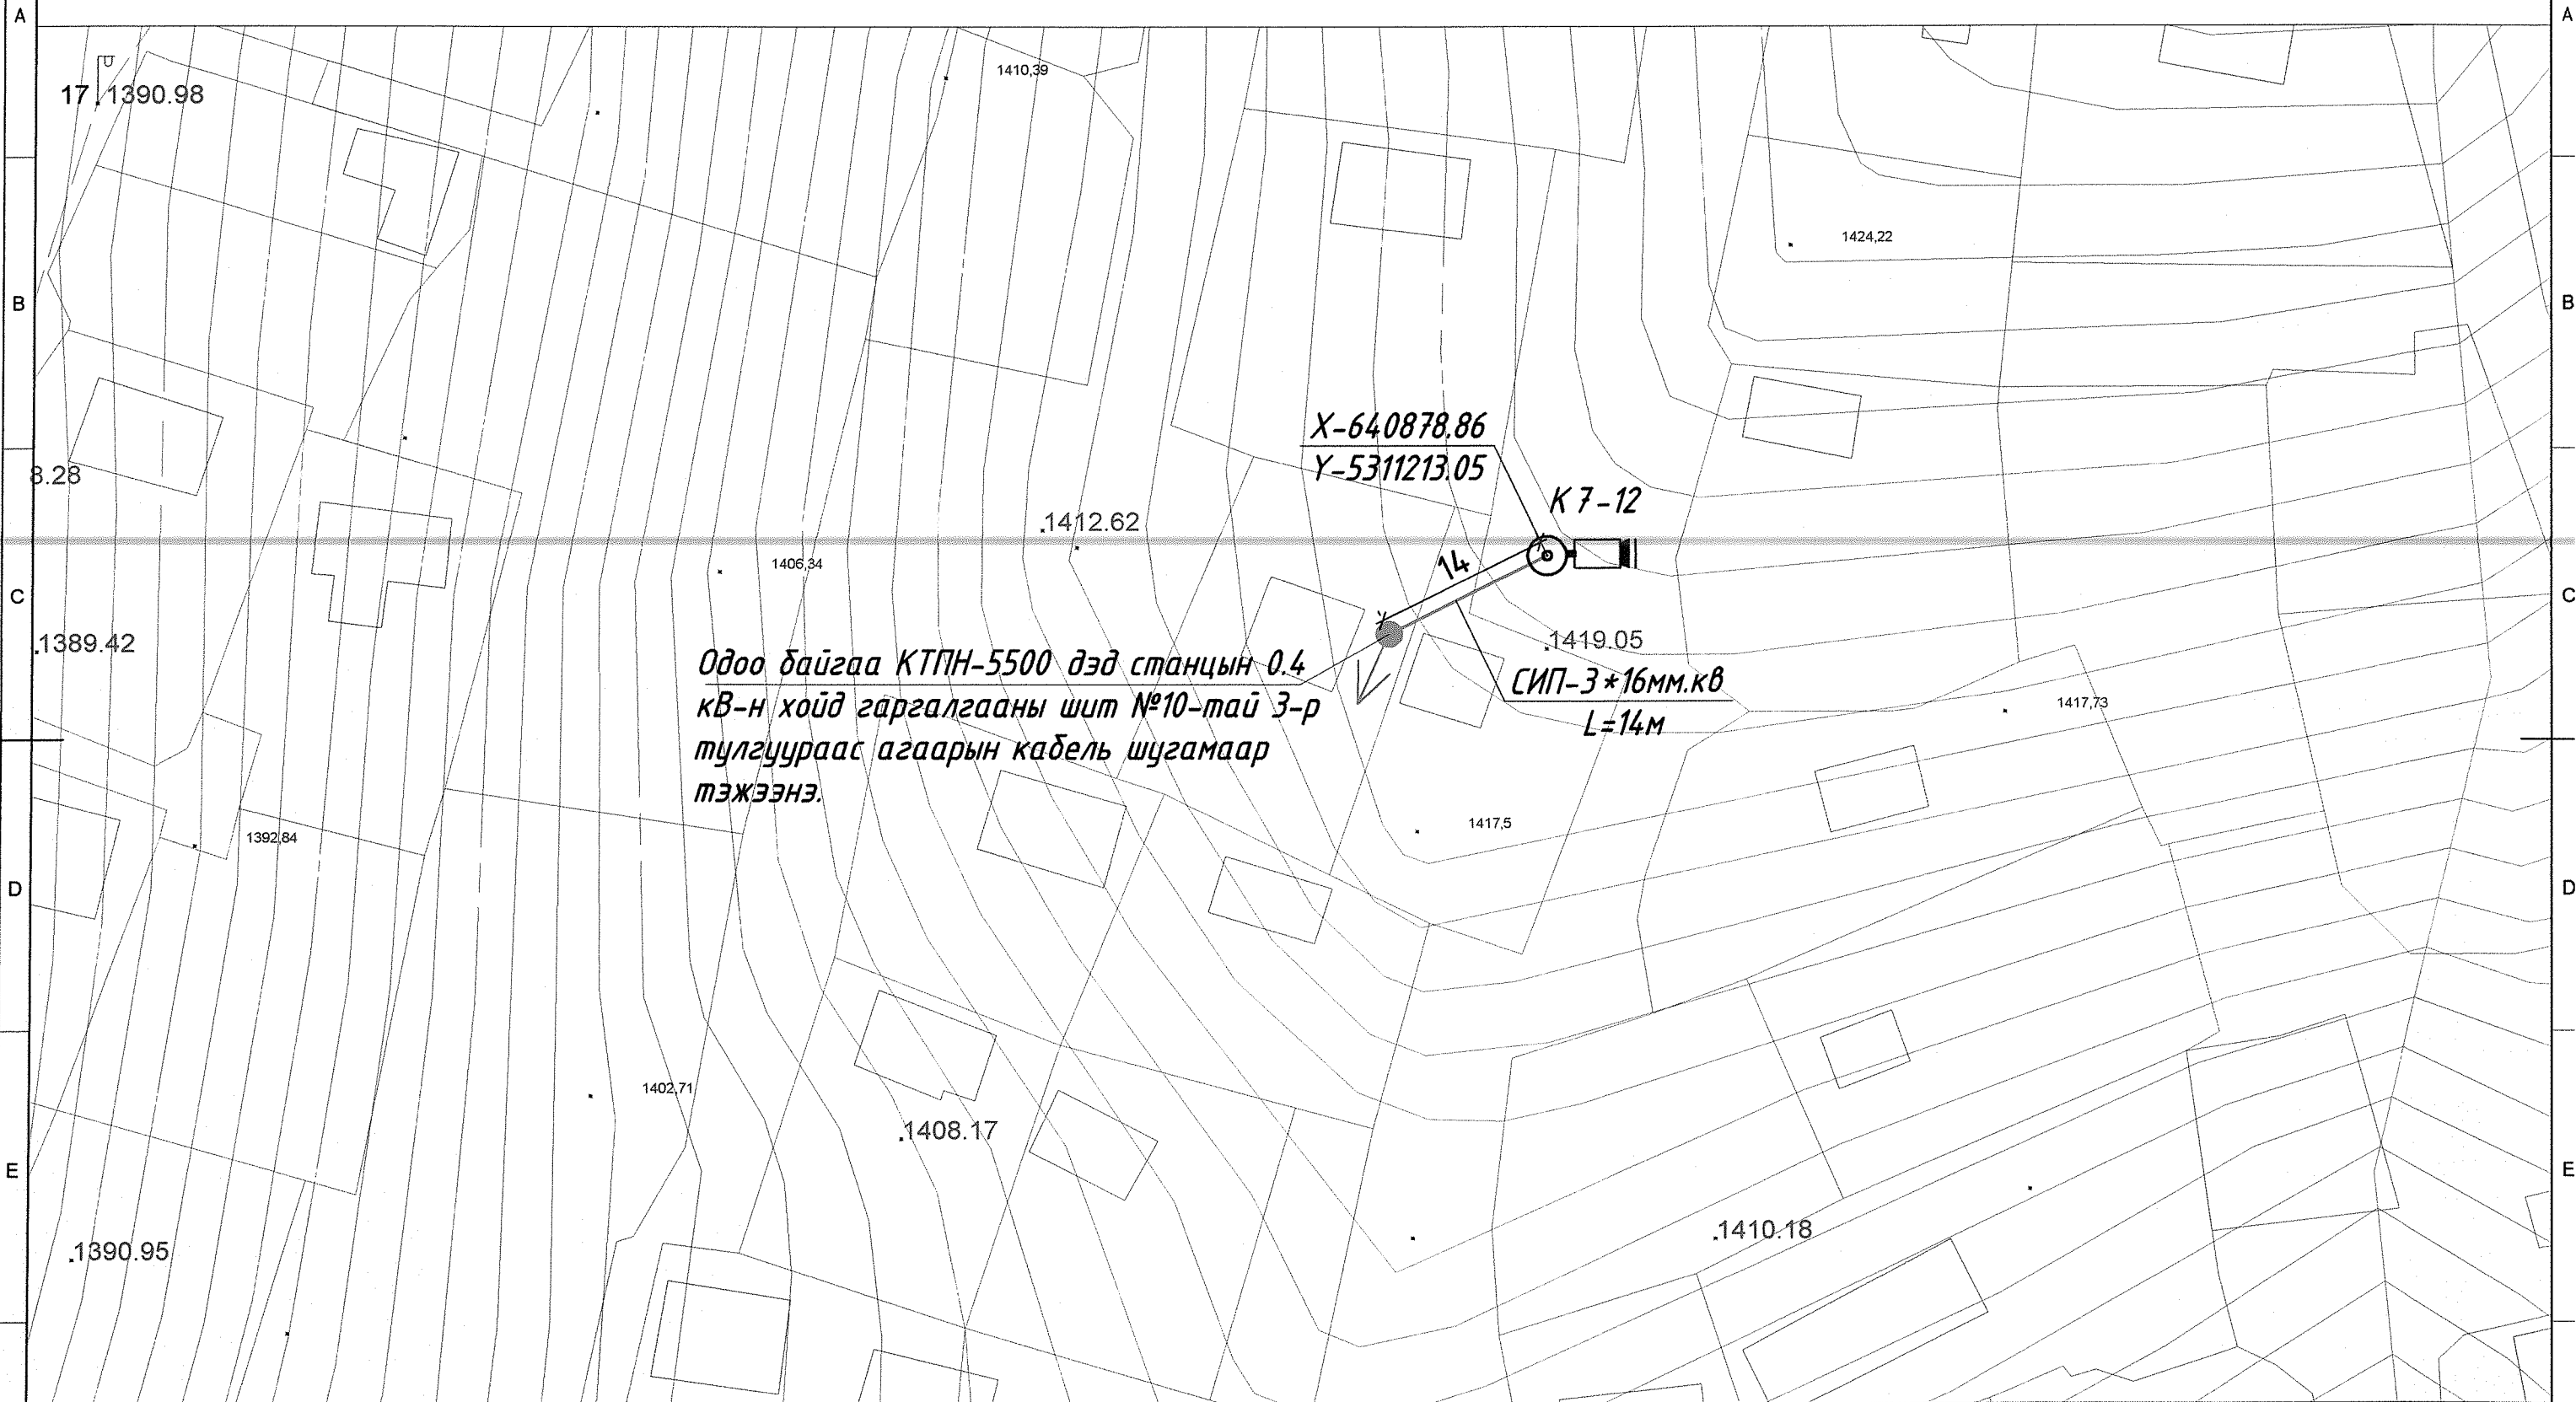 A
A
1410,39
17 1390.98
1424,22
B
B
X-640878.86
Y-5311213.05
8.28
К 7-12
1412.62
1406,34
14
C
C
1389.42
1419.05
Одоо байгаа КТПН-5500 дэд станцын 0.4
кВ-н хойд гаргалгааны шит №10-тай 3-р
тулгуураас агаарын кабель шугамаар
тэжээнэ.
СИП-3*16мм.кв
L=14м
1417,73
1417,5
1392,84
D
D
1402,71
1408.17
E
E
1410.18
1390.95